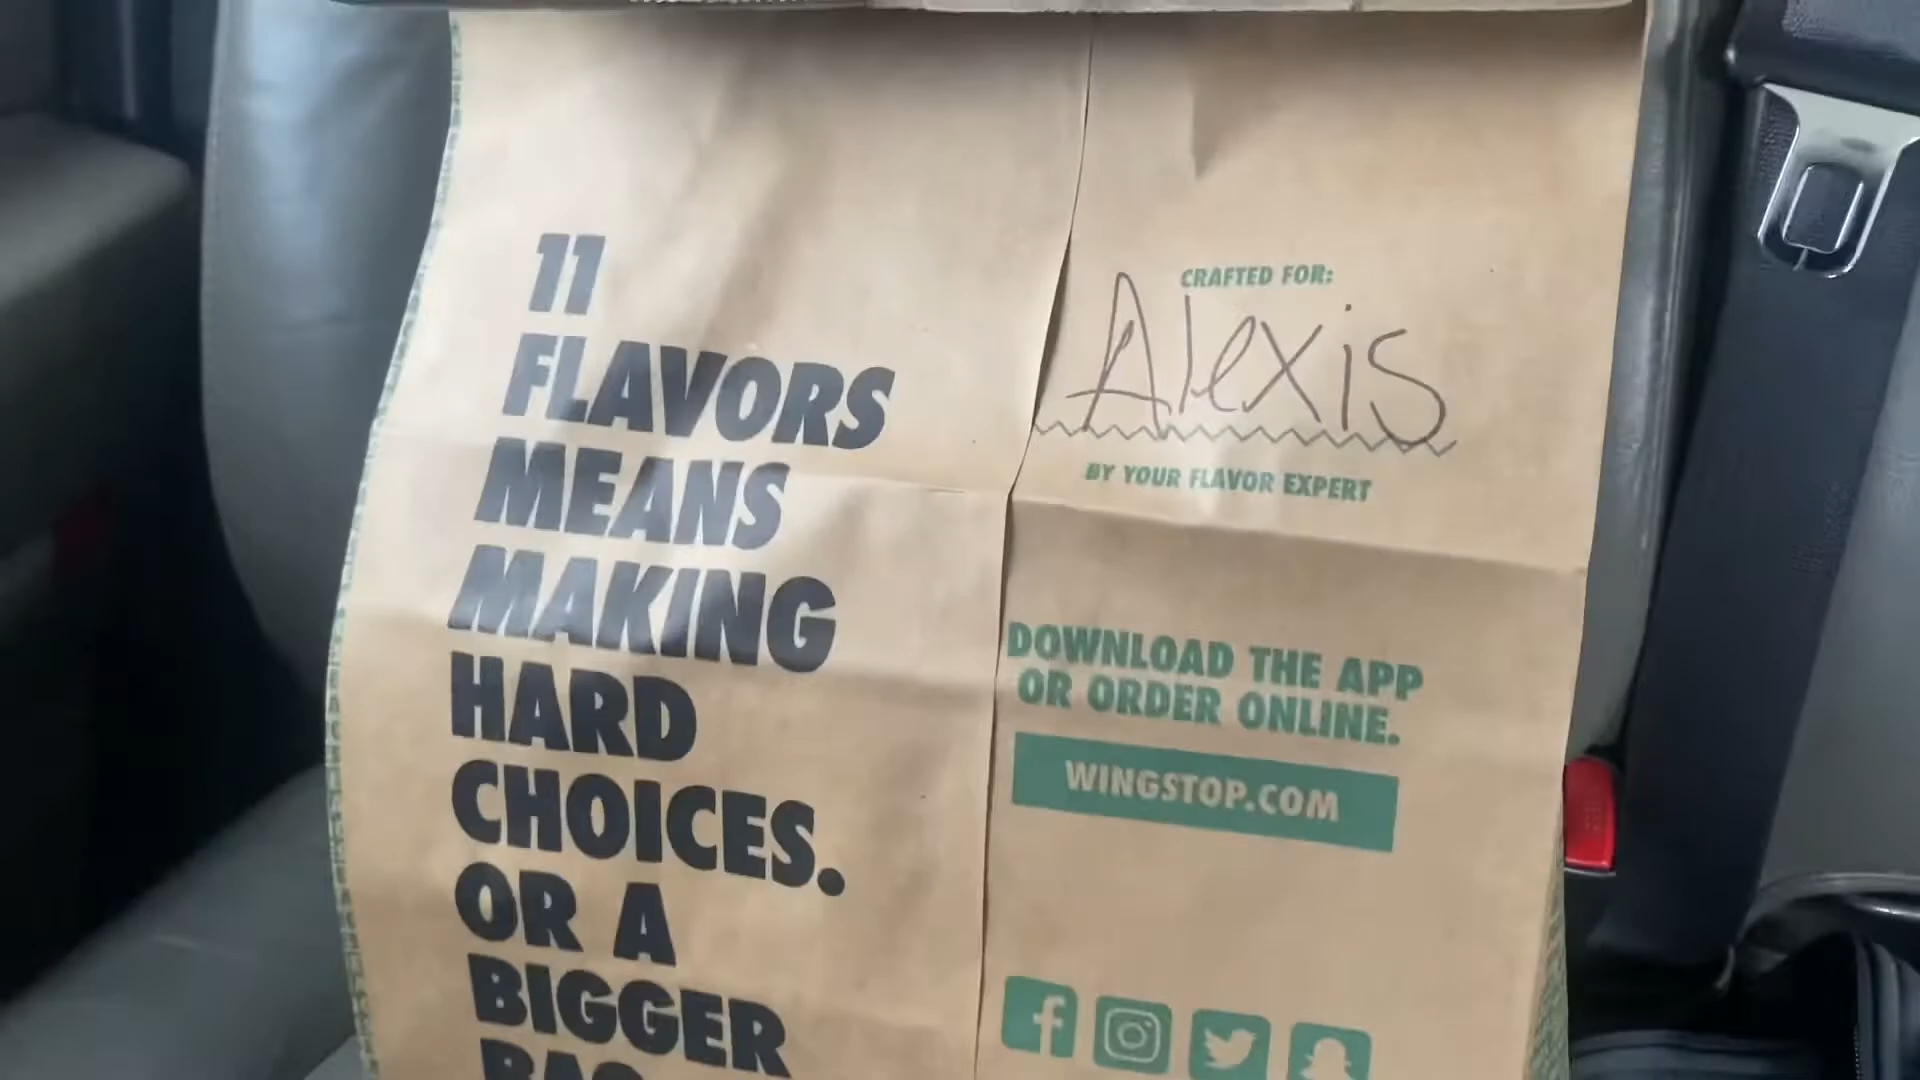 11
FLAVORS
MEANS
MAKING
HARD
CHOICES.
OR A
BIGGER
CRAFTED FOR:
Alexis
BY YOUR FLAVOR EXPERT
DOWNLOAD THE APP
OR ORDER ONLINE.
WINGSTOP.COM